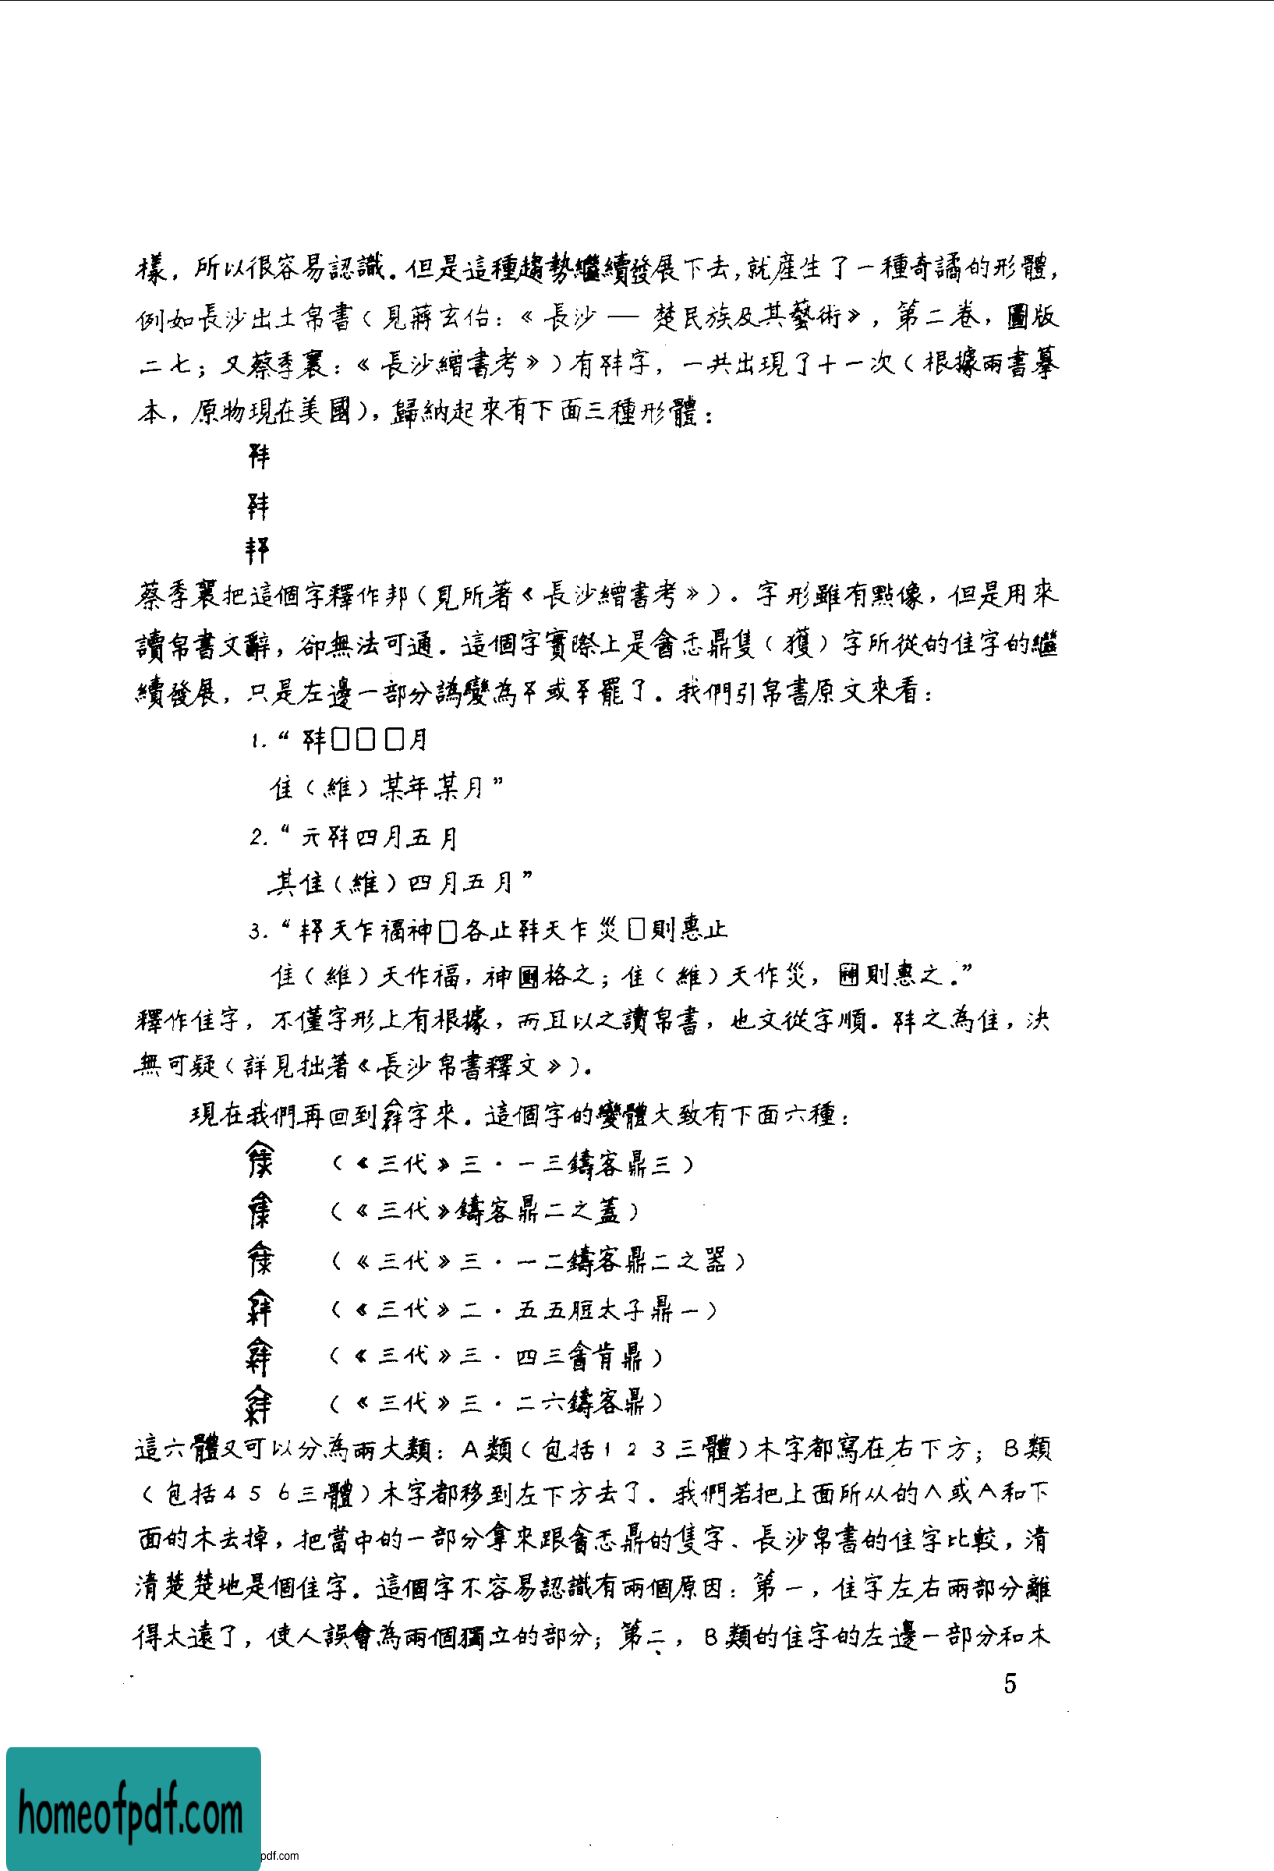 樣，所以很容易認識。但是這種趨勢繼續發展下去，就産生了一種奇譎的形體，
例如長沙出土帛書（見蔣玄佁：《長沙——楚民族及其藝術》，第二卷，圖版
二七；又蔡季襄：《長沙繒書考》）有字，一共出現了十一次（根據兩書摹
本，原物現在美國），歸納起來有下面三種形體：
蔡季襄把這個字釋作邦（見所著《長沙繒書考》）。字形雖有點像，但是用來
讀帛書文辭，卻無法可通。這個字實際上是酓忎鼎隻（獲）字所從的隹字的繼
續發展，只是左邊一部分譌變為或罷了。我們引帛書原文來看：
1.“□□□月
隹（維）某年某月”
2.“元四月五月
其隹（維）四月五月”
3.“天乍福神□各止天乍災□則惠止
隹（維）天作福，神格之；隹（維）天作災，則惠之。”
釋作隹字，不僅字形上有根據，而且以之讀帛書，也文從字順。之為隹，決
無可疑（詳見拙著《長沙帛書釋文》）。
現在我們再回到字來。這個字的變體大致有下面六種：
（《三代》三·一三鑄客鼎三）
（《三代》鑄客鼎二之蓋）
（《三代》三·一二鑄客鼎二之器）
（《三代》二·五五脰太子鼎一）
（《三代》三·四三酓肯鼎）
（《三代》三·二六鑄客鼎）
這六體又可以分為兩大類：A類（包括1 2 3三體）木字都寫在右下方；B類
（包括4 5 6三體）木字都移到左下方去了。我們若把上面所从的∧或A和下
面的木去掉，把當中的一部分拿來跟酓忎鼎的隻字、長沙帛書的隹字比較，清
清楚楚地是個隹字。這個字不容易認識有兩個原因：第一，隹字左右兩部分離
得太遠了，使人誤會為兩個獨立的部分；第二，B類的隹字的左邊一部分和木
5
homeofpdf.com
pdf.com